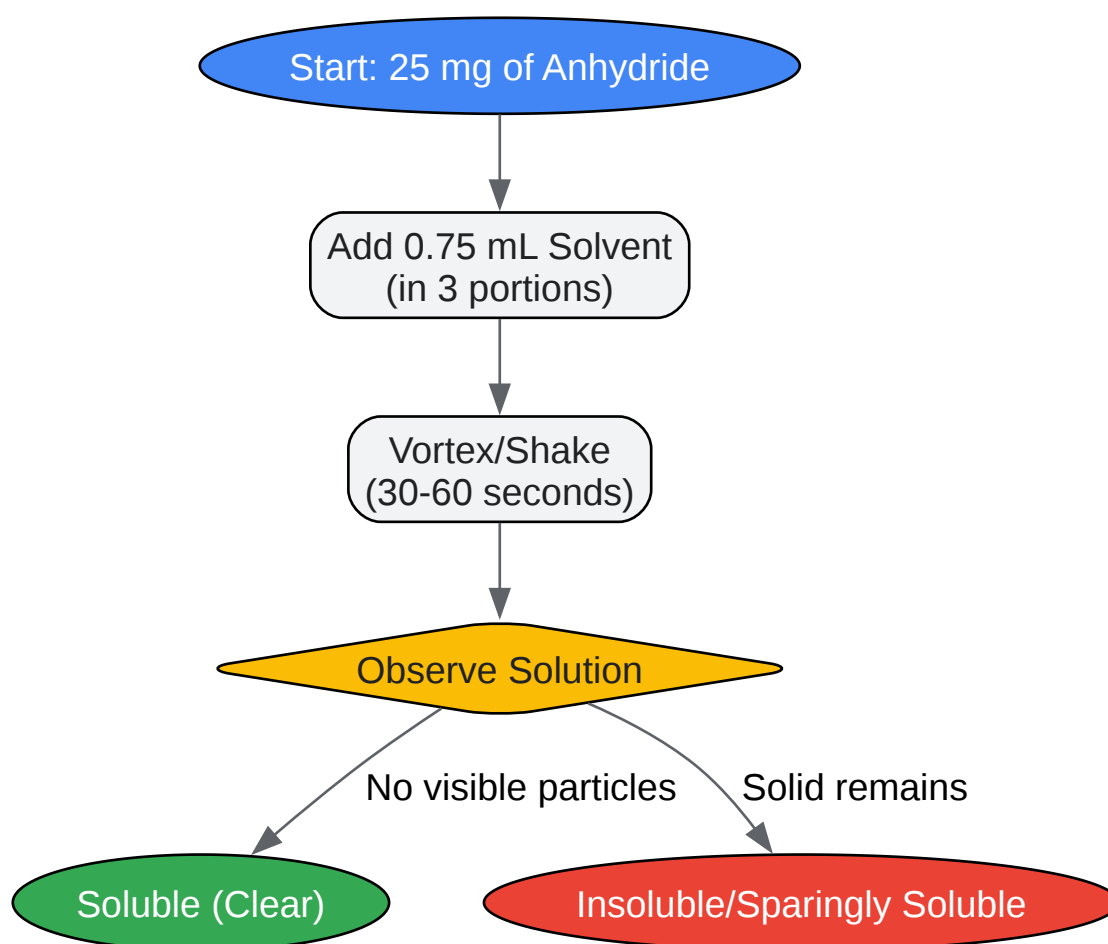 Start: 25 mg of Anhydride
Add 0.75 mL Solvent
(in 3 portions)
Vortex/Shake
(30-60 seconds)
Observe Solution
No visible particles
Solid remains
Soluble (Clear)
Insoluble/Sparingly Soluble